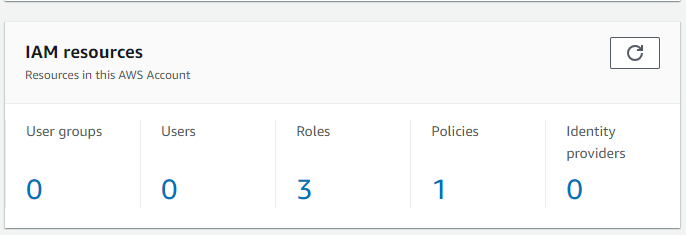 IAM resources
Resources in this AWS Account
User groups
Users
Roles
Policies
Identity
providers
0
0
3
1
0